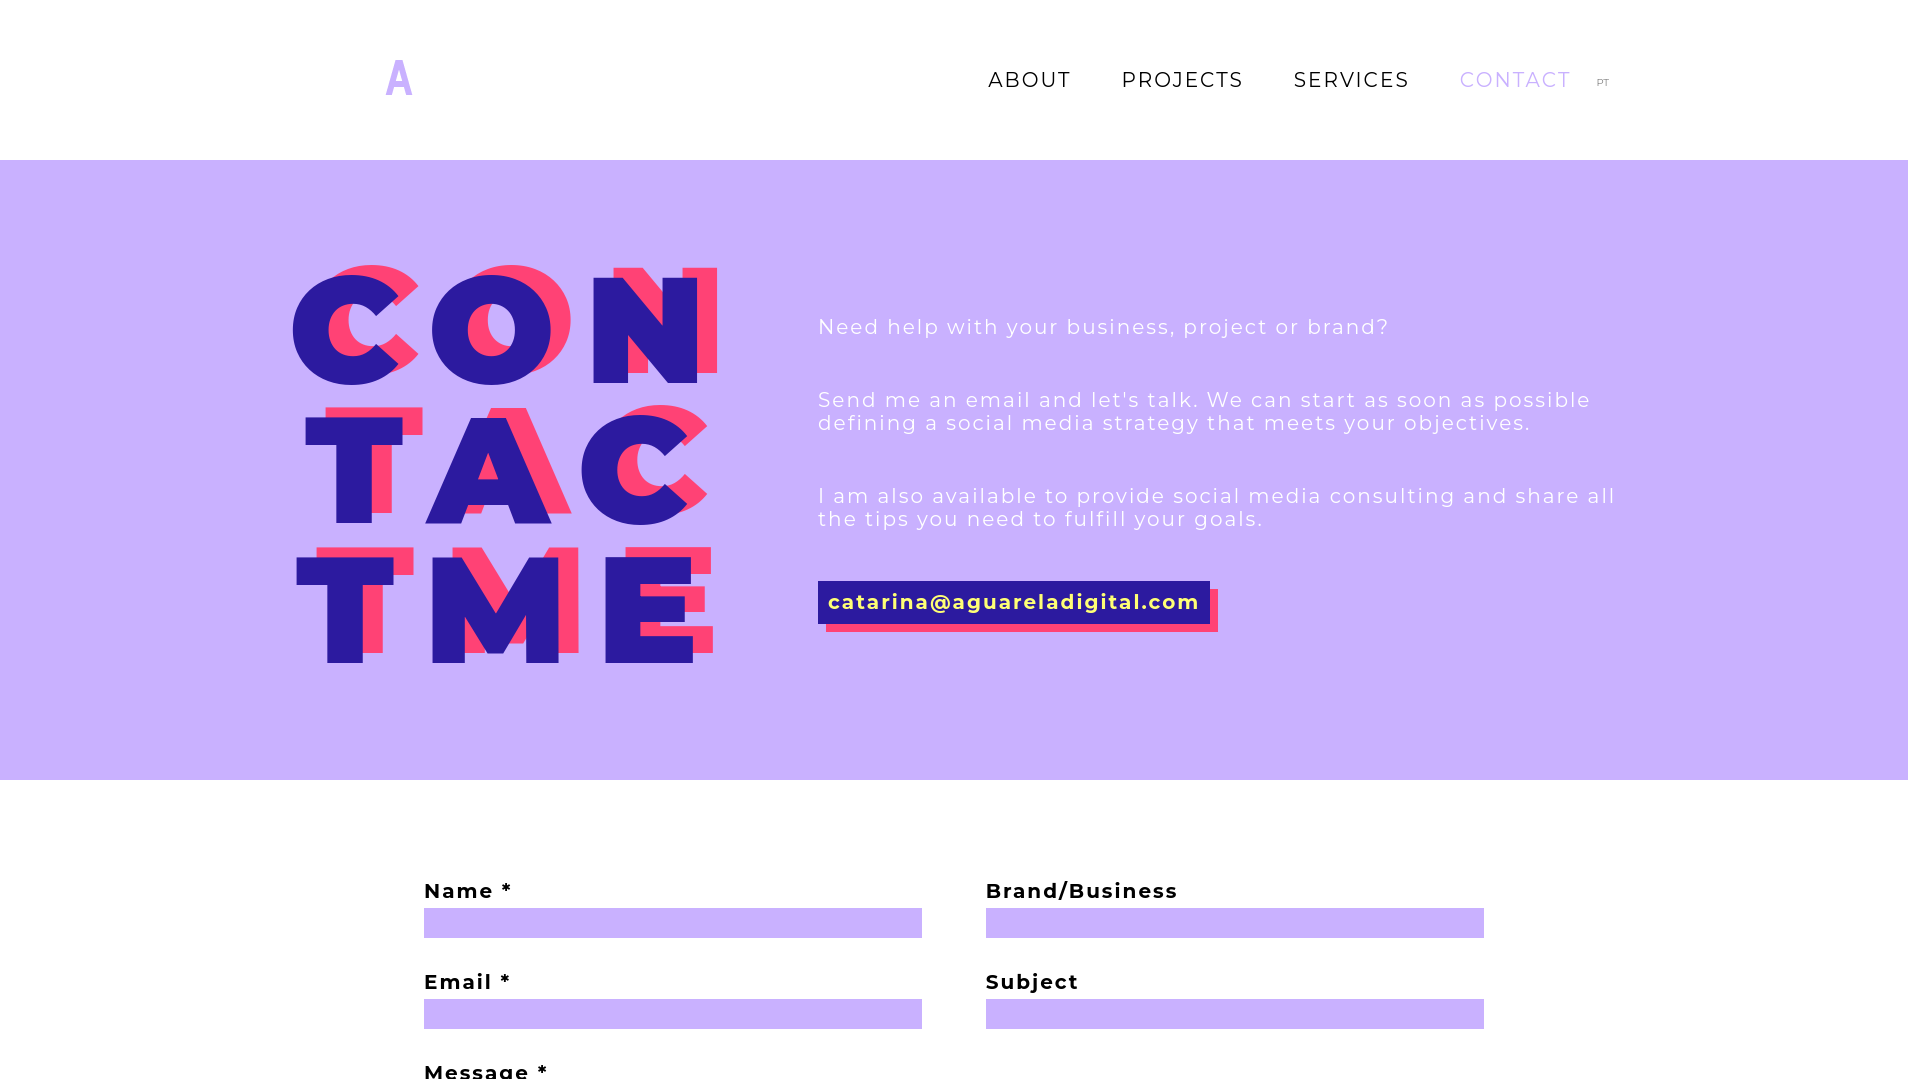 A
ABOUT PROJECTS SERVICES CONTACT PT
CON
TAC
TME
Need help with your business, project or brand?
Send me an email and let's talk. We can start as soon as possible
defining a social media strategy that meets your objectives.
I am also available to provide social media consulting and share all
the tips you need to fulfill your goals.
catarina@aguareladigital.com
Name *
Brand/Business
Email *
Subject
Message *